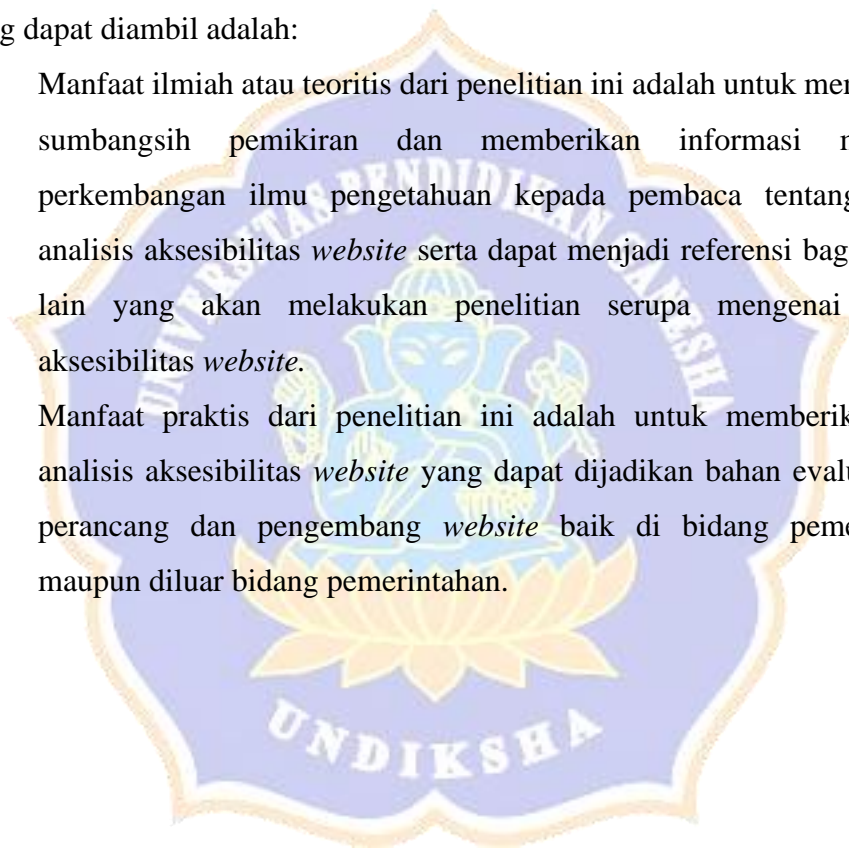 g dapat diambil adalah:
Manfaat ilmiah atau teoritis dari penelitian ini adalah untuk mem
sumbangsih pemikiran dan memberikan informasi m
perkembangan ilmu pengetahuan kepada pembaca tentang
analisis aksesibilitas website serta dapat menjadi referensi bag
lain yang akan melakukan penelitian serupa mengenai
aksesibilitas website.
Manfaat praktis dari penelitian ini adalah untuk memberik
analisis aksesibilitas website yang dapat dijadikan bahan evalu
perancang dan pengembang website baik di bidang peme
maupun diluar bidang pemerintahan.
UNIVERSITAS PENDIDIKAN GANESHA
UNDIKSHA